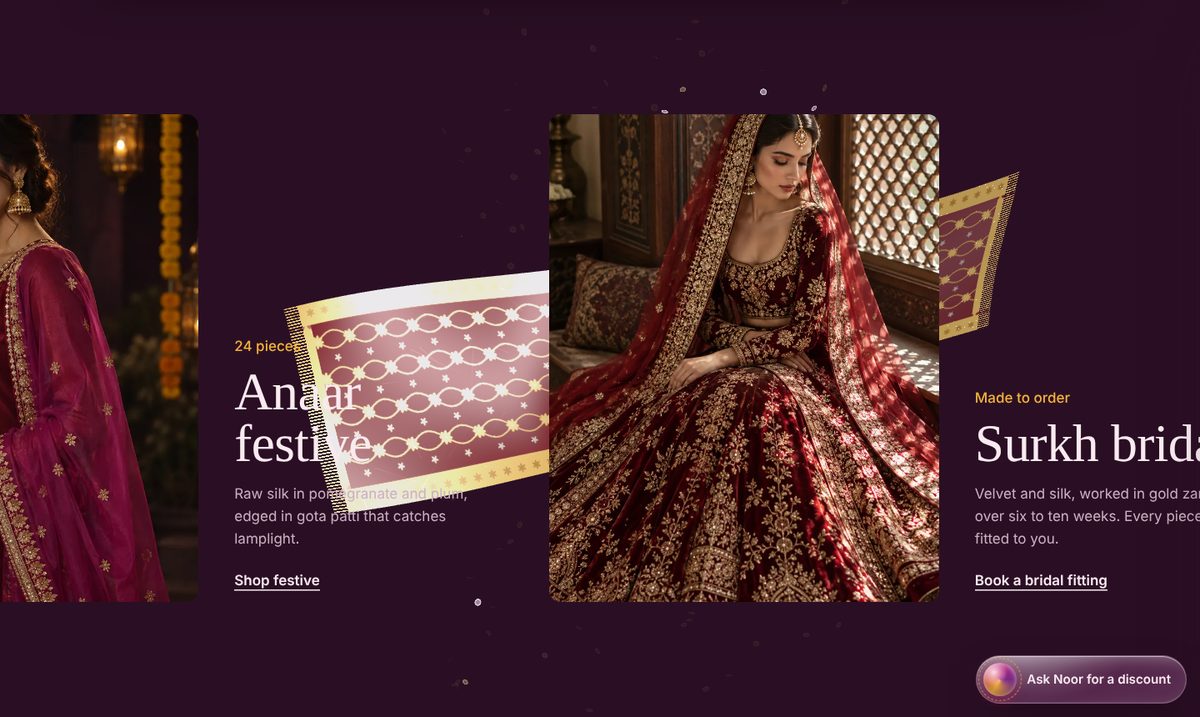 24 pieces
Anaar
festive
Raw silk in pomegranate and plum,
edged in gota patti that catches
lamplight.
Shop festive
Made to order
Surkh brida
Velvet and silk, worked in gold zar
over six to ten weeks. Every piece
fitted to you.
Book a bridal fitting
Ask Noor for a discount